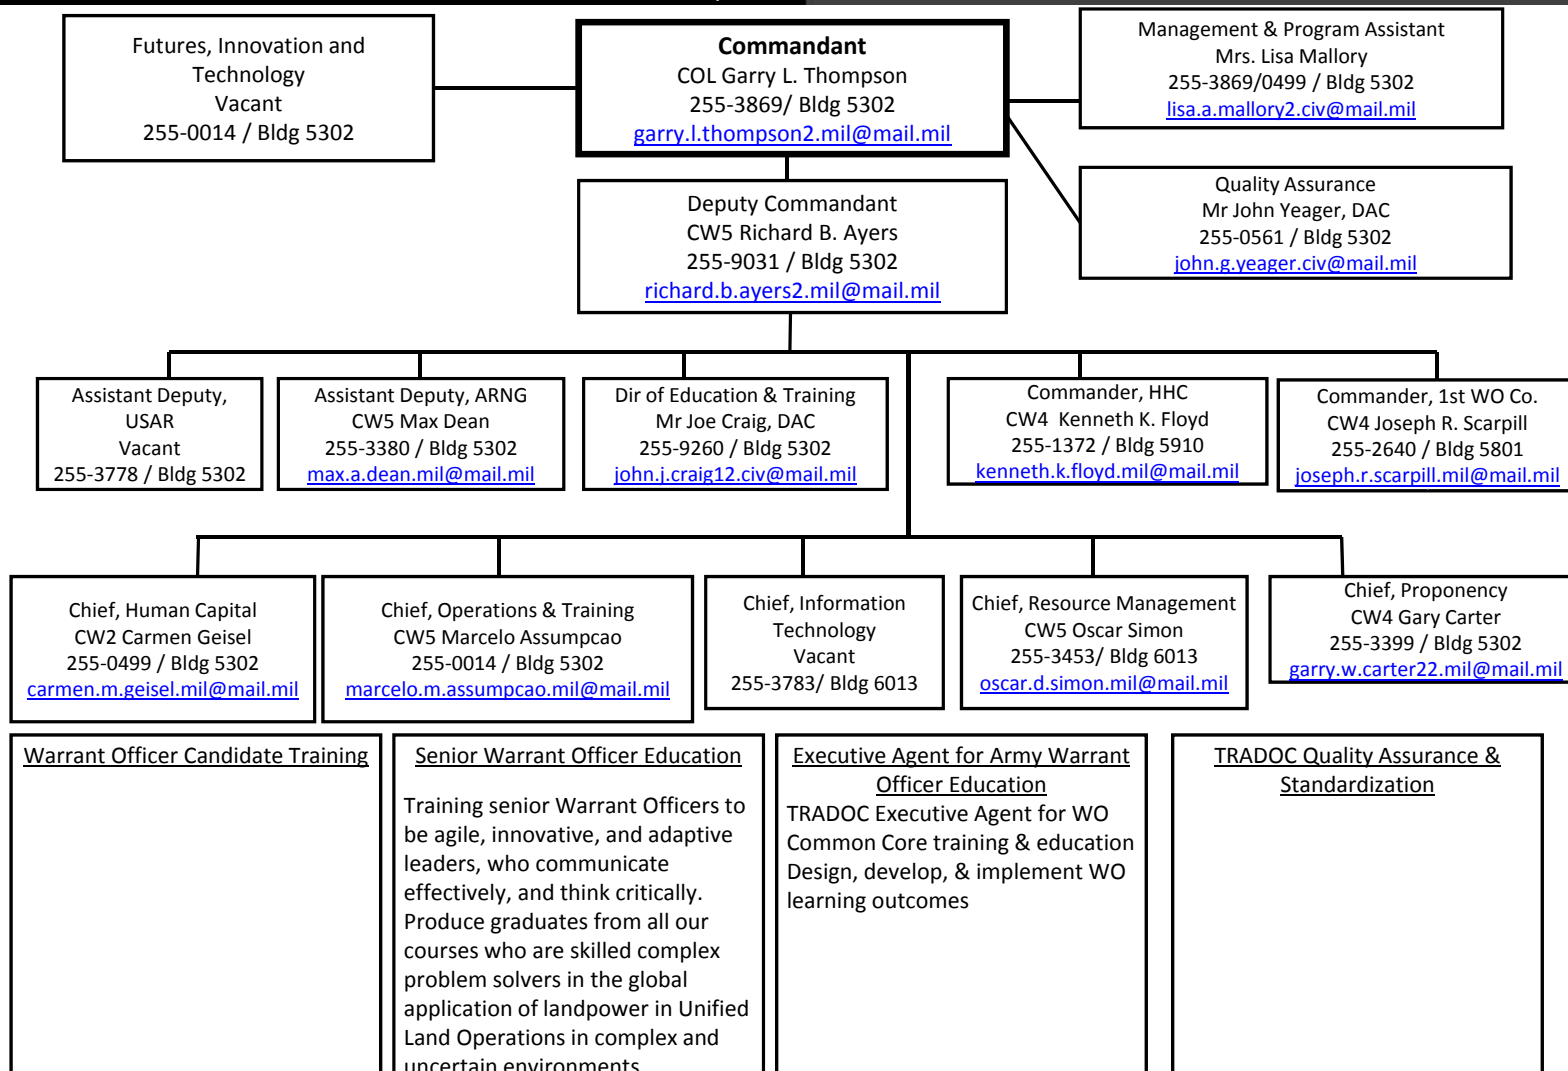 Futures, Innovation and
Technology
Vacant
255-0014 / Bldg 5302
Commandant
COL Garry L. Thompson
255-3869/ Bldg 5302
garry.l.thompson2.mil@mail.mil
Management & Program Assistant
Mrs. Lisa Mallory
255-3869/0499 / Bldg 5302
lisa.a.mallory2.civ@mail.mil
Quality Assurance
Mr John Yeager, DAC
255-0561 / Bldg 5302
john.g.yeager.civ@mail.mil
Deputy Commandant
CW5 Richard B. Ayers
255-9031 / Bldg 5302
richard.b.ayers2.mil@mail.mil
Assistant Deputy,
USAR
Vacant
255-3778 / Bldg 5302
Assistant Deputy, ARNG
CW5 Max Dean
255-3380 / Bldg 5302
max.a.dean.mil@mail.mil
Dir of Education & Training
Mr Joe Craig, DAC
255-9260 / Bldg 5302
john.j.craig12.civ@mail.mil
Commander, HHC
CW4 Kenneth K. Floyd
255-1372 / Bldg 5910
kenneth.k.floyd.mil@mail.mil
Commander, 1st WO Co.
CW4 Joseph R. Scarpill
255-2640 / Bldg 5801
joseph.r.scarpill.mil@mail.mil
Chief, Human Capital
CW2 Carmen Geisel
255-0499 / Bldg 5302
carmen.m.geisel.mil@mail.mil
Chief, Operations & Training
CW5 Marcelo Assumpcao
255-0014 / Bldg 5302
marcelo.m.assumpcao.mil@mail.mil
Chief, Information
Technology
Vacant
255-3783/ Bldg 6013
Chief, Resource Management
CW5 Oscar Simon
255-3453/ Bldg 6013
oscar.d.simon.mil@mail.mil
Chief, Proponency
CW4 Gary Carter
255-3399 / Bldg 5302
garry.w.carter22.mil@mail.mil
Warrant Officer Candidate Training
Senior Warrant Officer Education
Training senior Warrant Officers to
be agile, innovative, and adaptive
leaders, who communicate
effectively, and think critically.
Produce graduates from all our
courses who are skilled complex
problem solvers in the global
application of landpower in Unified
Land Operations in complex and
uncertain environments
Executive Agent for Army Warrant
Officer Education
TRADOC Executive Agent for WO
Common Core training & education
Design, develop, & implement WO
learning outcomes
TRADOC Quality Assurance &
Standardization